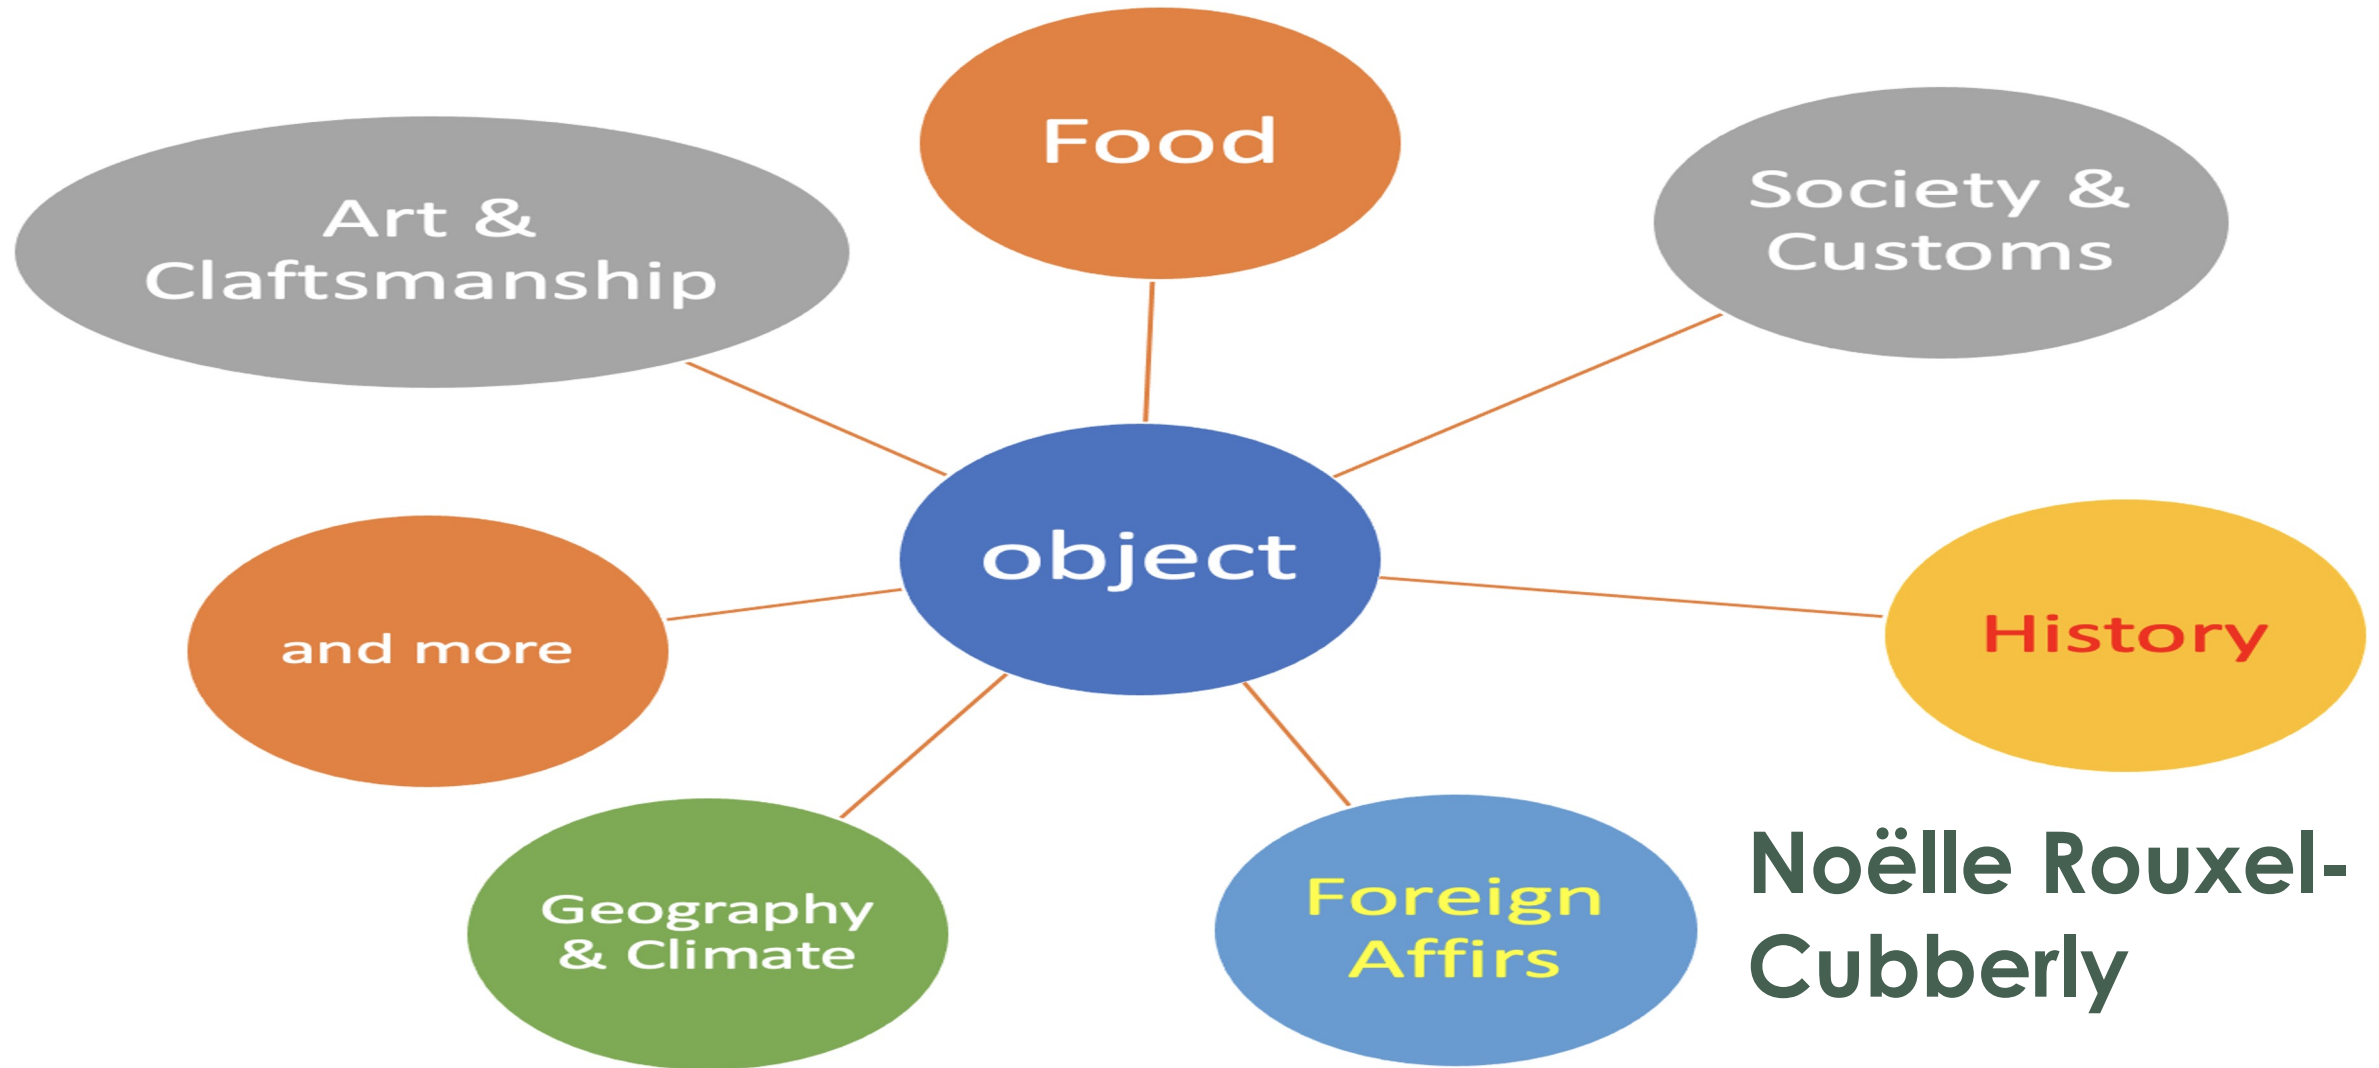 Food
Art &
Claftsmanship
Society &
Customs
object
and more
History
Geography
& Climate
Foreign
Affirs
Noëlle Rouxel-
Cubberly